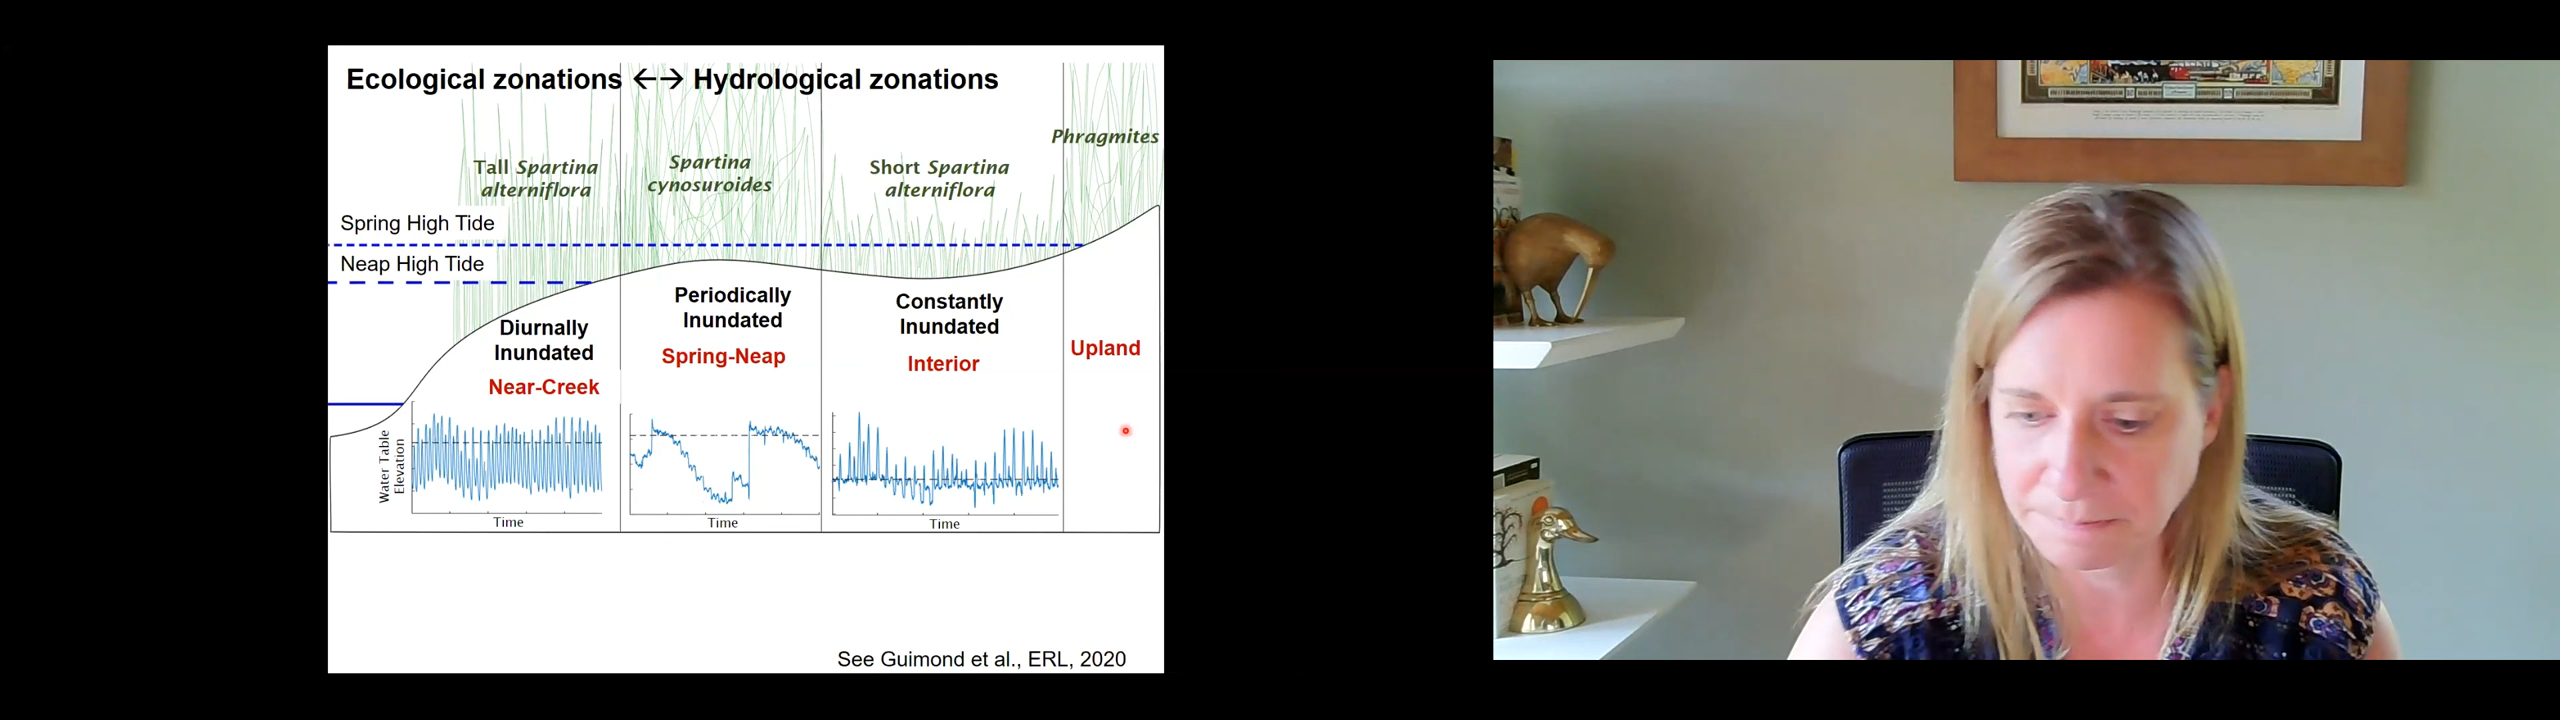 Ecological zonations ←→ Hydrological zonations
Phragmites
Tall Spartina
alterniflora
Spartina
cynosuroides
Short Spartina
alterniflora
Spring High Tide
Neap High Tide
Diurnally
Inundated
Near-Creek
Periodically
Inundated
Spring-Neap
Constantly
Inundated
Interior
Upland
Water Table
Elevation
Time
Time
Time
See Guimond et al., ERL, 2020